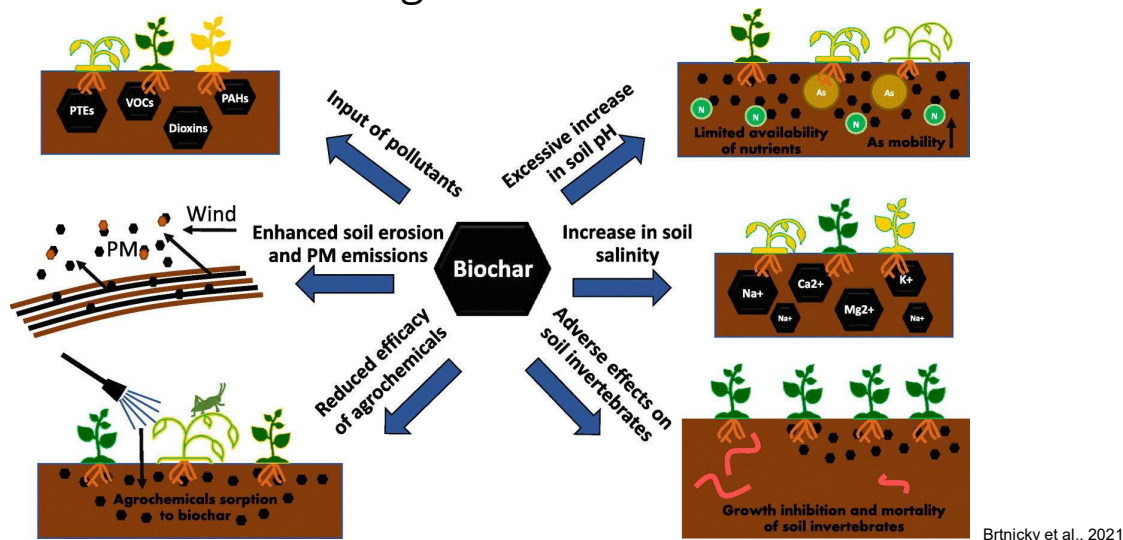 PTEs
VOCs
Dioxins
PAHs
Input of
pollutants
Excessive increase
in soil pH
As
As
N
N
N
N
Limited availability
of nutrients
As mobility
Wind
PM
Enhanced soil erosion
and PM emissions
Biochar
Increase in soil
salinity
Na+
Ca2+
Mg2+
K+
Na+
Na+
Reduced efficacy
of agrochemicals
Adverse effects on
soil invertebrates
Agrochemicals sorption
to biochar
Growth inhibition and mortality
of soil invertebrates
Brtnicky et al., 2021